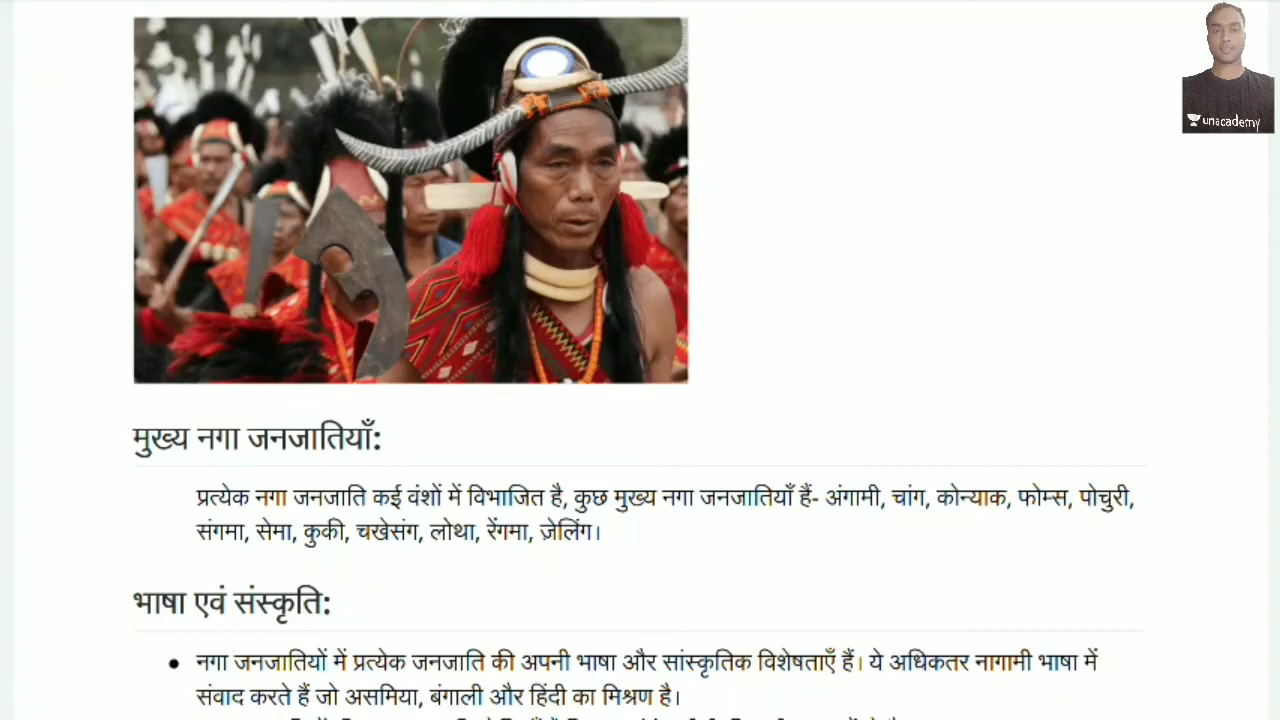 unacademy
मुख्य नगा जनजातियाँ:
प्रत्येक नगा जनजाति कई वंशों में विभाजित है, कुछ मुख्य नगा जनजातियाँ हैं- अंगामी, चांग, कोन्याक, फोम्स, पोचुरी,
संगमा, सेमा, कुकी, चखेसंग, लोथा, रेंगमा, ज़ेलिंग।
भाषा एवं संस्कृति:
● नगा जनजातियों में प्रत्येक जनजाति की अपनी भाषा और सांस्कृतिक विशेषताएँ हैं। ये अधिकतर नागामी भाषा में
संवाद करते हैं जो असमिया, बंगाली और हिंदी का मिश्रण है।